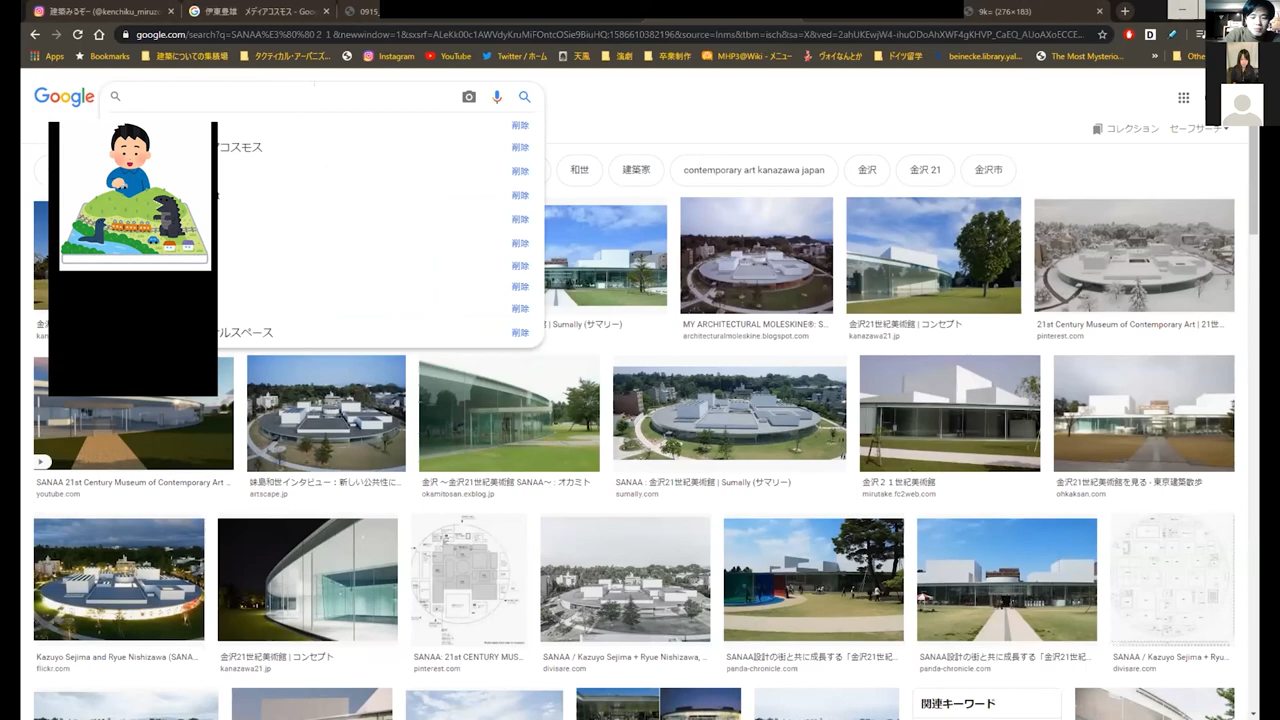 建築みるモー (@kenchiku_miruzo
伊東豊雄　メディアコスモス - Goo
0915_
9k= (276×183)
google.com/search?q=SANAA%E3%80%80２１&newwindow=1&sxsrf=ALeKk00c1AWVdyKruMiFOntcOSie9BiuHQ:1586610382196&source=lnms&tbm=isch&sa=X&ved=2ahUKEwjW4-ihuODoAhXWF4gKHVP_CaEQ_AUoAXoECCE...
Apps
Bookmarks
建築についての集積場
タクティカル・アーバニズ...
Instagram
YouTube
Twitter / ホーム
天鳳
演劇
卒業制作
MHP3@Wiki - メニュー
ヴォイなんとか
ドイツ留学
beinecke.library.yal...
The Most Mysterio...
»
Othe
Google
コレクション
セーフサーチ
削除
コスモス
削除
削除
削除
削除
削除
削除
削除
削除
ルスペース
削除
和世
建築家
contemporary art kanazawa japan
金沢
金沢 21
金沢市
| Sumally (サマリー)
MY ARCHITECTURAL MOLESKINE®: S...
architecturalmoleskine.blogspot.com
金沢21世紀美術館 | コンセプト
kanazawa21.jp
21st Century Museum of Contemporary Art | 21世...
pinterest.com
SANAA 21st Century Museum of Contemporary Art ...
youtube.com
妹島和世インタビュー：新しい公共性に...
artscape.jp
金沢 ～金沢21世紀美術館 SANAA～ : オカミト
okamitosan.exblog.jp
SANAA : 金沢21世紀美術館 | Sumally (サマリー)
sumally.com
金沢２１世紀美術館
mirutake.fc2web.com
金沢21世紀美術館を見る - 東京建築散歩
ohkaksan.com
Kazuyo Sejima and Ryue Nishizawa (SANA...
flickr.com
金沢21世紀美術館 | コンセプト
kanazawa21.jp
SANAA: 21st CENTURY MUS...
pinterest.com
SANAA / Kazuyo Sejima + Ryue Nishizawa, ...
divisare.com
SANAA設計の街と共に成長する「金沢21世紀...
panda-chronicle.com
SANAA設計の街と共に成長する「金沢21世紀...
panda-chronicle.com
SANAA / Kazuyo Sejima + Ryu...
divisare.com
関連キーワード